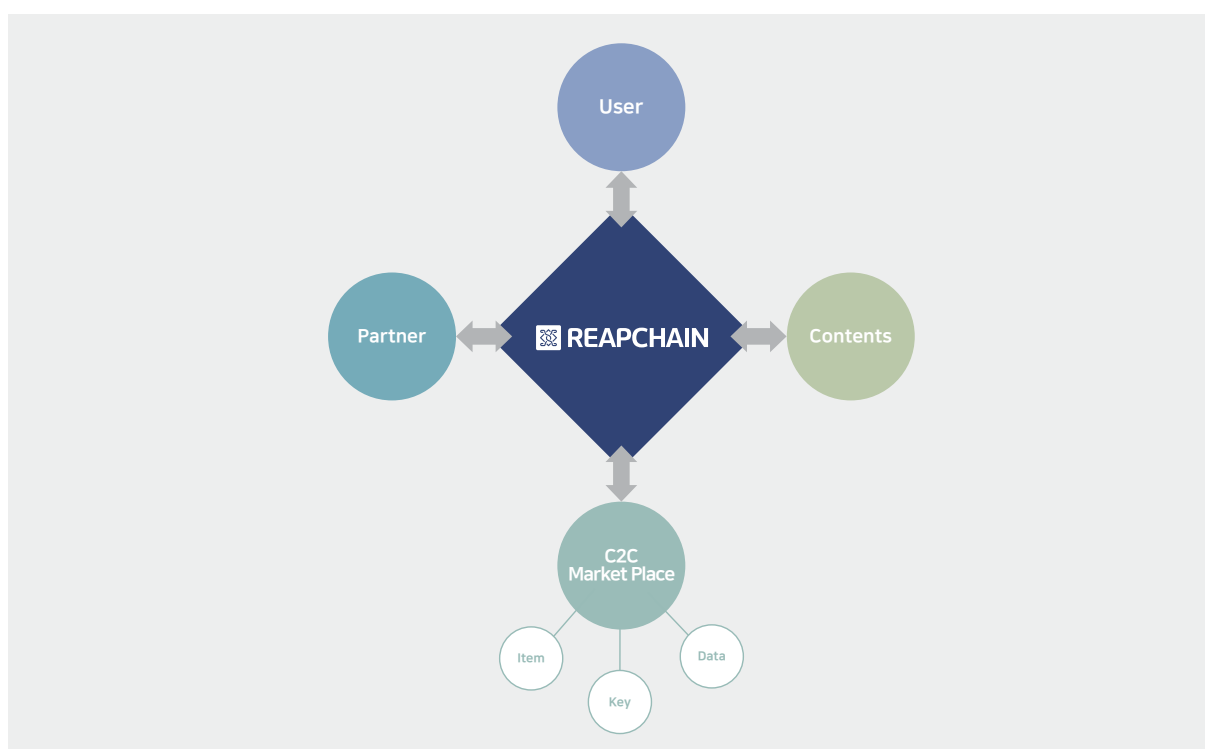 User
Partner
REAPCHAIN
Contents
C2C
Market Place
Item
Key
Data